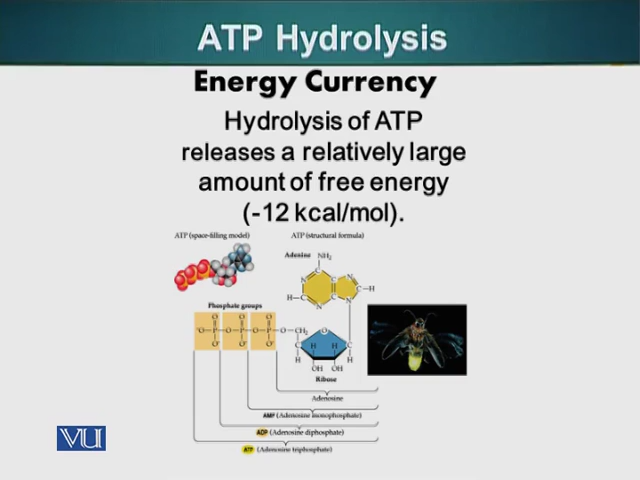 ATP Hydrolysis
Energy Currency
Hydrolysis of ATP
releases a relatively large
amount of free energy
(-12 kcal/mol).
ATP (space-filling model)
ATP (structural formula)
Adenine
NH₂
N
C
C
N
C—H
H—C
C
N
N
Phosphate groups
O O O
⁻O—P—O—P—O—P—O—CH₂
O⁻ O⁻ O⁻
O
C H H C
H H
OH OH
Ribose
Adenosine
AMP (Adenosine monophosphate)
ADP (Adenosine diphosphate)
ATP (Adenosine triphosphate)
VU